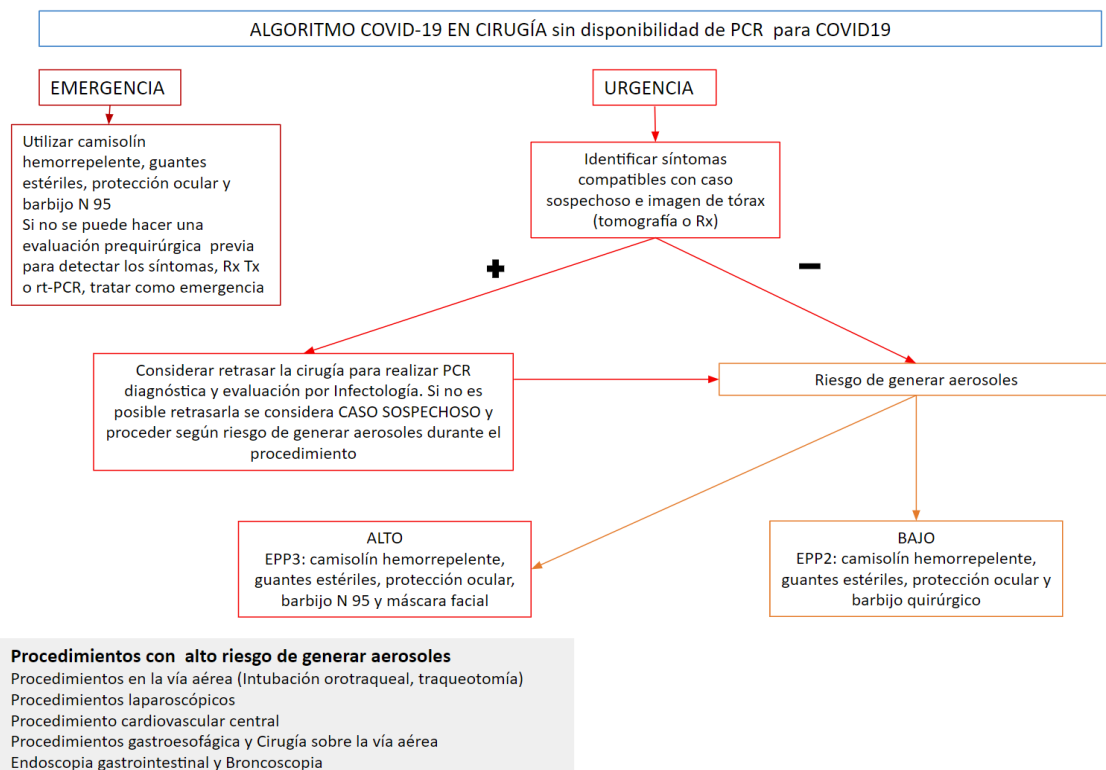 ALGORITMO COVID-19 EN CIRUGÍA sin disponibilidad de PCR para COVID19
EMERGENCIA
Utilizar camisolín
hemorrepelente, guantes
estériles, protección ocular y
barbijo N 95
Si no se puede hacer una
evaluación prequirúrgica previa
para detectar los síntomas, Rx Tx
o rt-PCR, tratar como emergencia
URGENCIA
Identificar síntomas
compatibles con caso
sospechoso e imagen de tórax
(tomografía o Rx)
+
−
Considerar retrasar la cirugía para realizar PCR
diagnóstica y evaluación por Infectología. Si no es
posible retrasarla se considera CASO SOSPECHOSO y
proceder según riesgo de generar aerosoles durante el
procedimiento
Riesgo de generar aerosoles
ALTO
EPP3: camisolín hemorrepelente,
guantes estériles, protección ocular,
barbijo N 95 y máscara facial
BAJO
EPP2: camisolín hemorrepelente,
guantes estériles, protección ocular y
barbijo quirúrgico
Procedimientos con alto riesgo de generar aerosoles
Procedimientos en la vía aérea (Intubación orotraqueal, traqueotomía)
Procedimientos laparoscópicos
Procedimiento cardiovascular central
Procedimientos gastroesofágica y Cirugía sobre la vía aérea
Endoscopia gastrointestinal y Broncoscopia